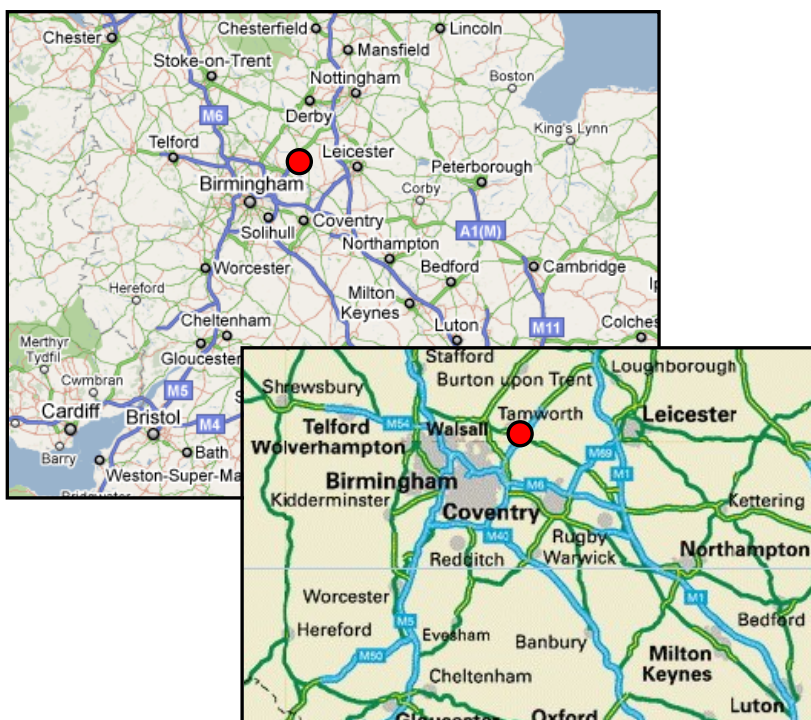 Chester
Chesterfield
Lincoln
Mansfield
Stoke-on-Trent
Nottingham
Boston
M6
Derby
King's Lynn
Telford
Leicester
Peterborough
Birmingham
Corby
Solihull
Coventry
A1(M)
Northampton
Worcester
Bedford
Cambridge
Hereford
Milton
Keynes
Cheltenham
Luton
M11
Colches
Merthyr
Tydfil
Gloucester
Cwmbran
M5
Cardiff
Bristol
M4
Barry
Bath
Weston-Super-Ma
Stafford
Burton upon Trent
Loughborough
Shrewsbury
Tamworth
Leicester
M54
Telford
Walsall
Wolverhampton
M69
M1
Birmingham
M6
Kidderminster
Kettering
Coventry
Rugby
M40
Redditch
Warwick
Northampton
Worcester
M1
M5
Bedford
Hereford
Evesham
Banbury
Milton
Keynes
M50
Cheltenham
Luton
Gloucester
Oxford